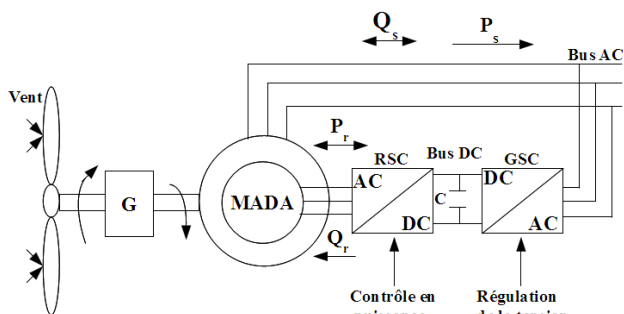 Qs
Ps
Bus AC
Vent
Pr
RSC
Bus DC
GSC
AC
DC
G
MADA
C
DC
AC
Qr
Contrôle en
Régulation